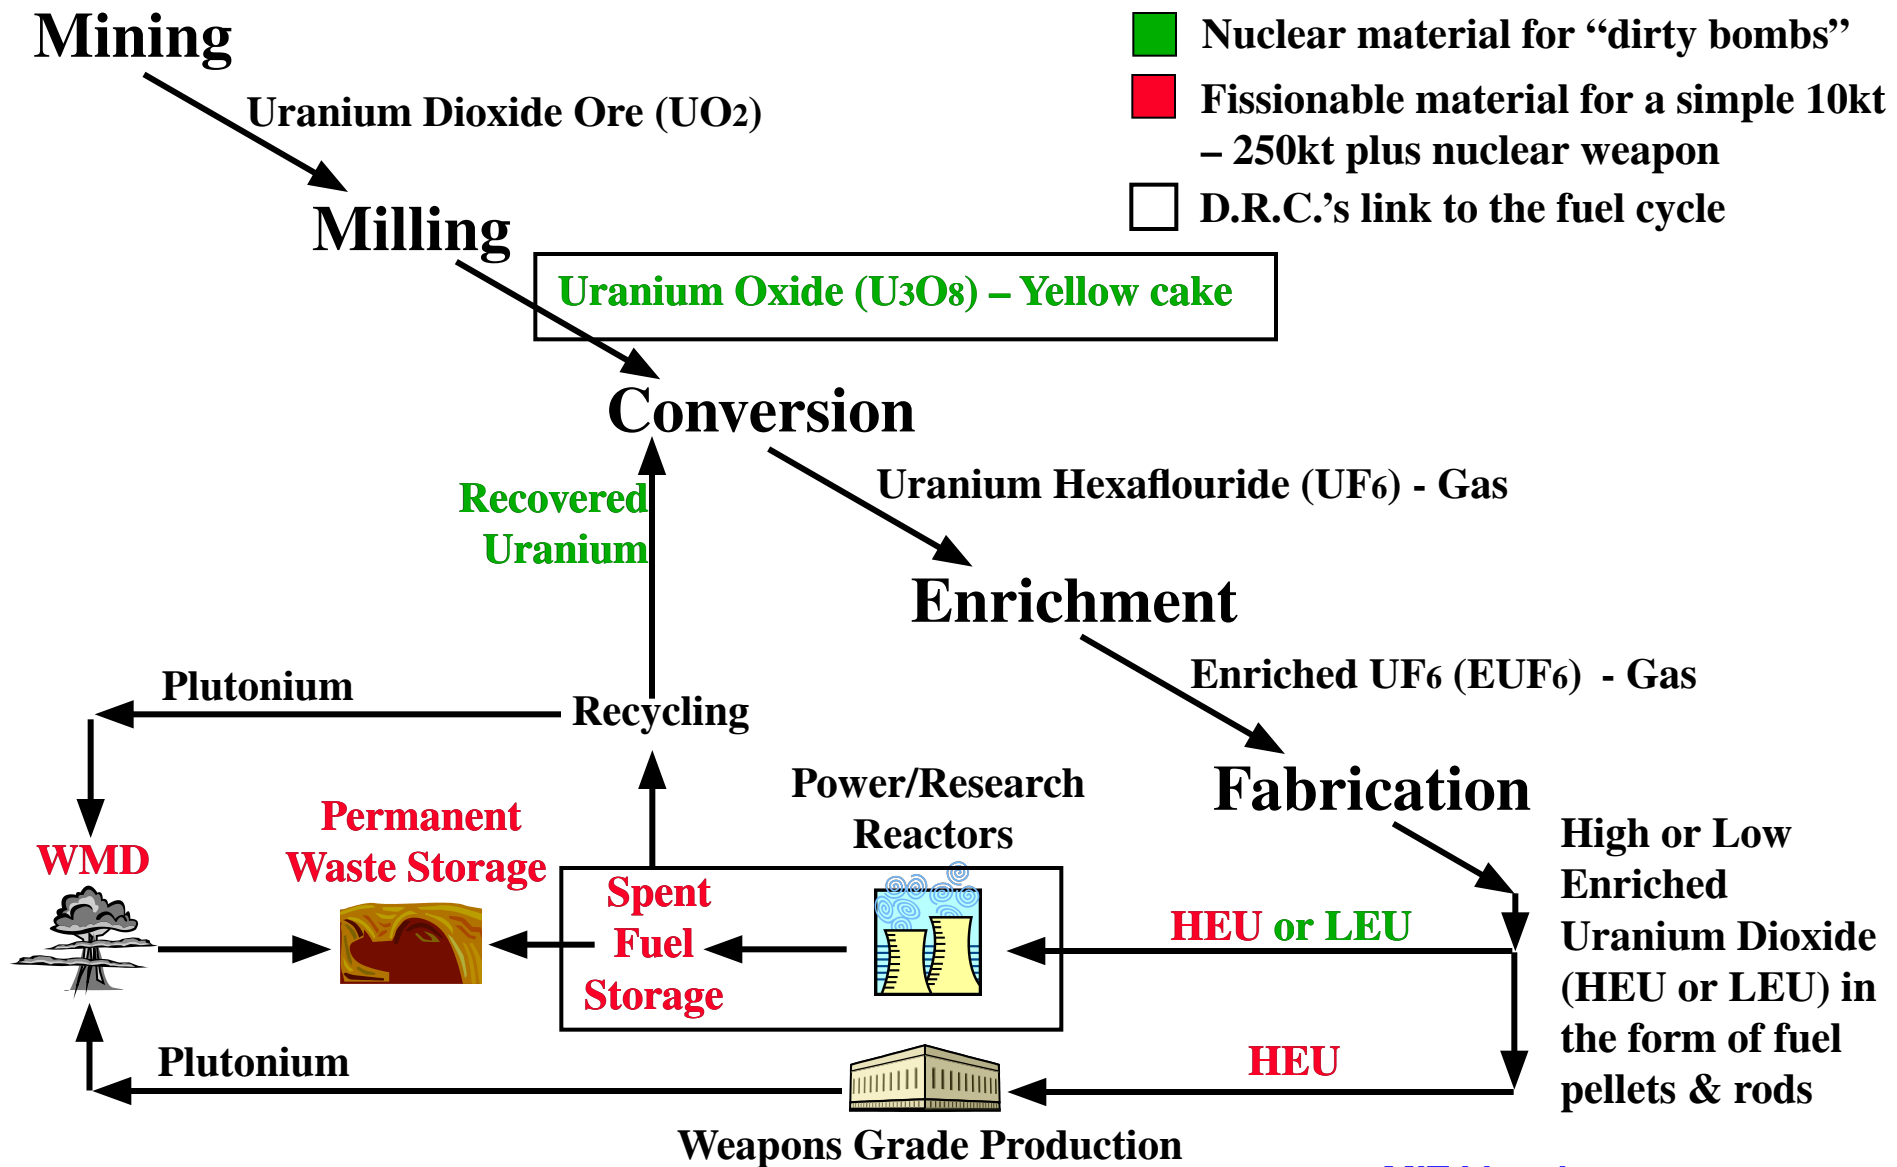 Mining
Nuclear material for “dirty bombs”
Uranium Dioxide Ore (UO2)
Fissionable material for a simple 10kt
– 250kt plus nuclear weapon
Milling
D.R.C.’s link to the fuel cycle
Uranium Oxide (U3O8) – Yellow cake
Conversion
Recovered
Uranium
Uranium Hexaflouride (UF6) - Gas
Enrichment
Enriched UF6 (EUF6) - Gas
Plutonium
Recycling
Power/Research
Reactors
Fabrication
Permanent
Waste Storage
WMD
Spent
Fuel
Storage
HEU or LEU
High or Low
Enriched
Uranium Dioxide
(HEU or LEU) in
the form of fuel
pellets & rods
Plutonium
HEU
Weapons Grade Production